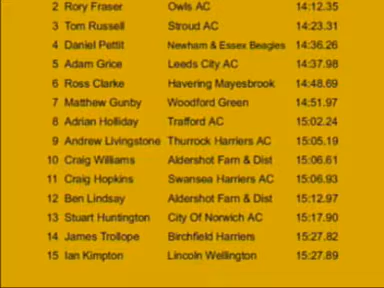 2 Rory Fraser Owls AC 14:12.35
3 Tom Russell Stroud AC 14:23.31
4 Daniel Pettit Newham & Essex Beagles 14:36.26
5 Adam Grice Leeds City AC 14:37.98
6 Ross Clarke Havering Mayesbrook 14:48.69
7 Matthew Gunby Woodford Green 14:51.97
8 Adrian Holliday Trafford AC 15:02.24
9 Andrew Livingstone Thurrock Harriers AC 15:05.19
10 Craig Williams Aldershot Farn & Dist 15:06.61
11 Craig Hopkins Swansea Harriers AC 15:06.93
12 Ben Lindsay Aldershot Farn & Dist 15:12.97
13 Stuart Huntington City Of Norwich AC 15:17.90
14 James Trollope Birchfield Harriers 15:27.82
15 Ian Kimpton Lincoln Wellington 15:27.89